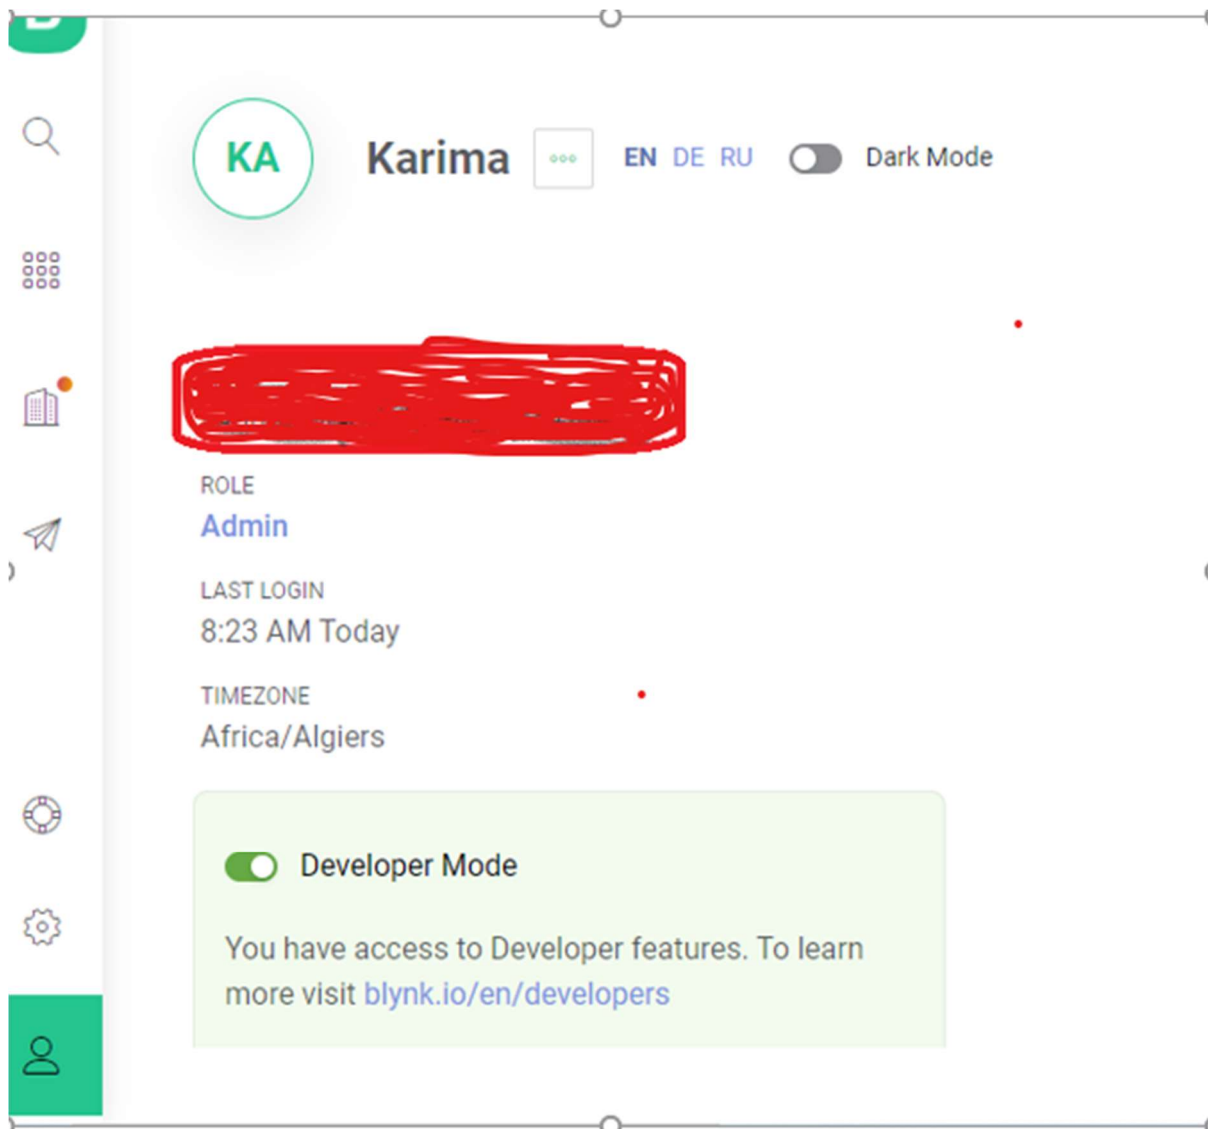 KA
Karima
EN DE RU
Dark Mode
ROLE
Admin
LAST LOGIN
8:23 AM Today
TIMEZONE
Africa/Algiers
Developer Mode
You have access to Developer features. To learn
more visit blynk.io/en/developers